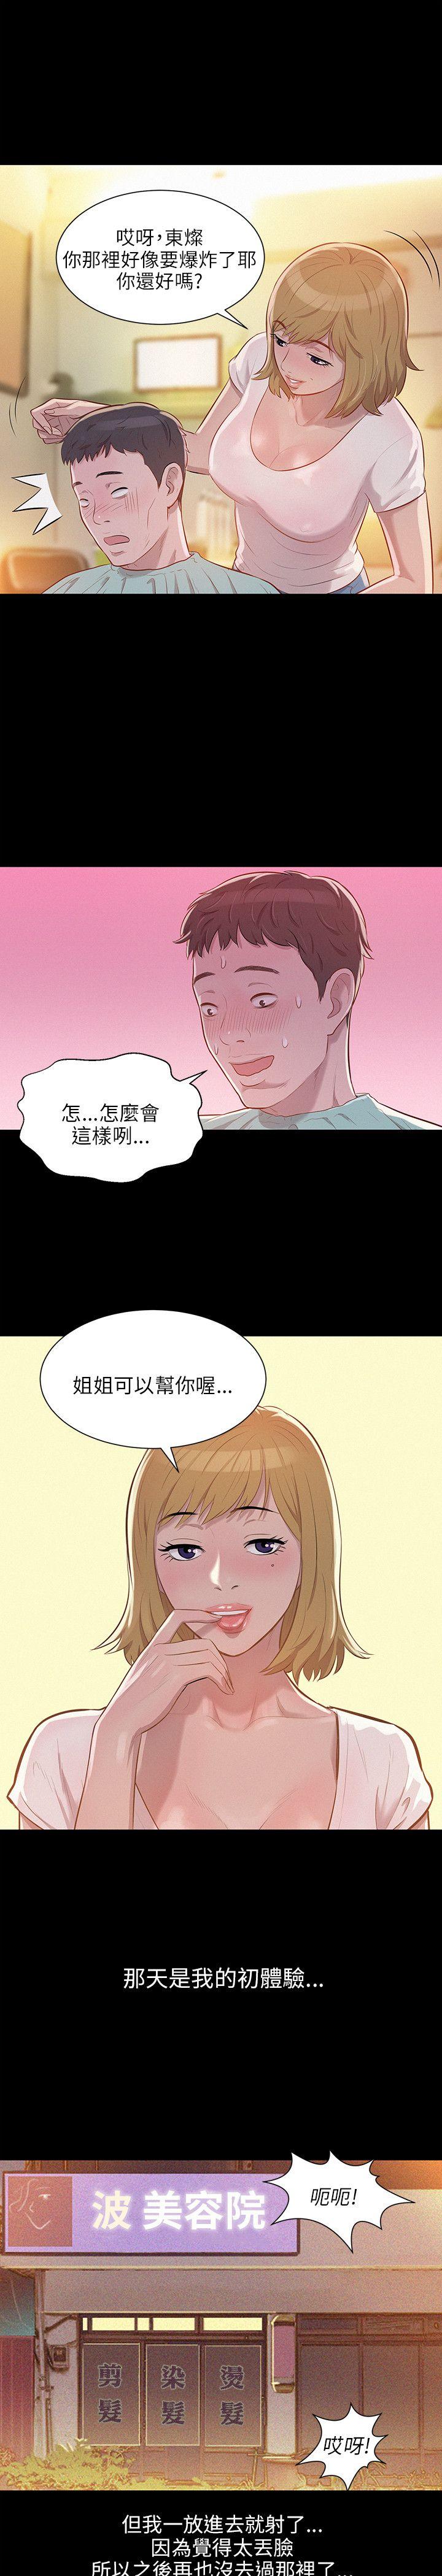 哎呀，東燦
你那裡好像要爆炸了耶
你還好嗎?
怎...怎麼會
這樣咧...
姐姐可以幫你喔...
那天是我的初體驗...
呃呃!
波 美容院
剪髮
染髮
燙髮
哎呀!
但我一放進去就射了...
因為覺得太丟臉
所以之後再也沒去過那裡了...